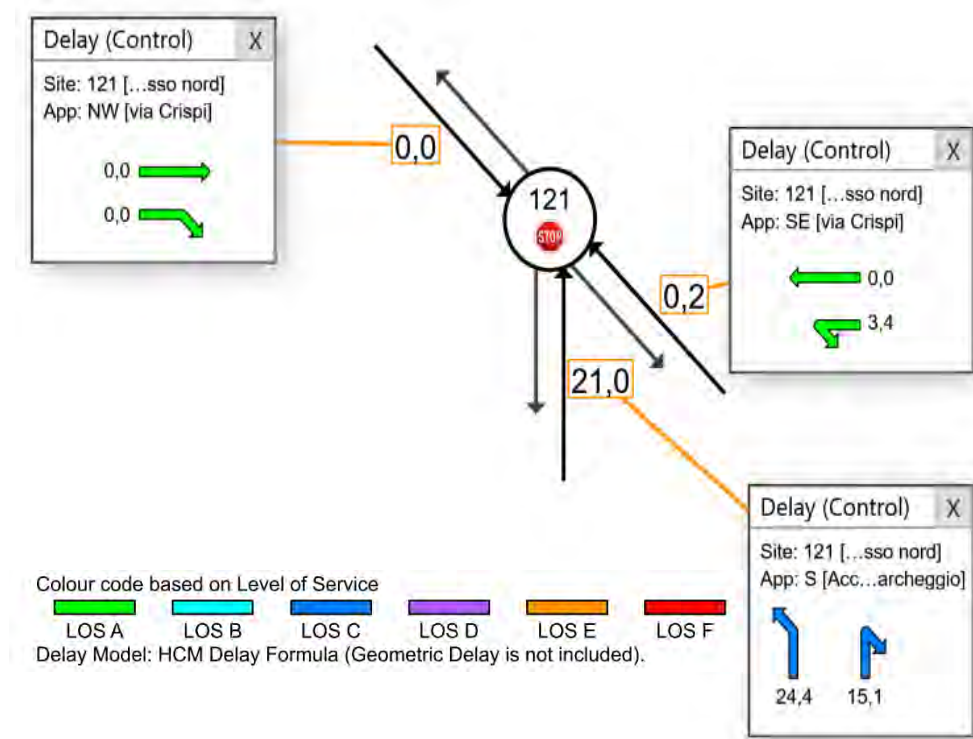 Delay (Control) X
Site: 121 [...sso nord]
App: NW [via Crispi]
0,0
0,0
0,0
121
STOP
Delay (Control) X
Site: 121 [...sso nord]
App: SE [via Crispi]
0,0
3,4
0,2
21,0
Delay (Control) X
Site: 121 [...sso nord]
App: S [Acc...archeggio]
24,4 15,1
Colour code based on Level of Service
LOS A LOS B LOS C LOS D LOS E LOS F
Delay Model: HCM Delay Formula (Geometric Delay is not included).